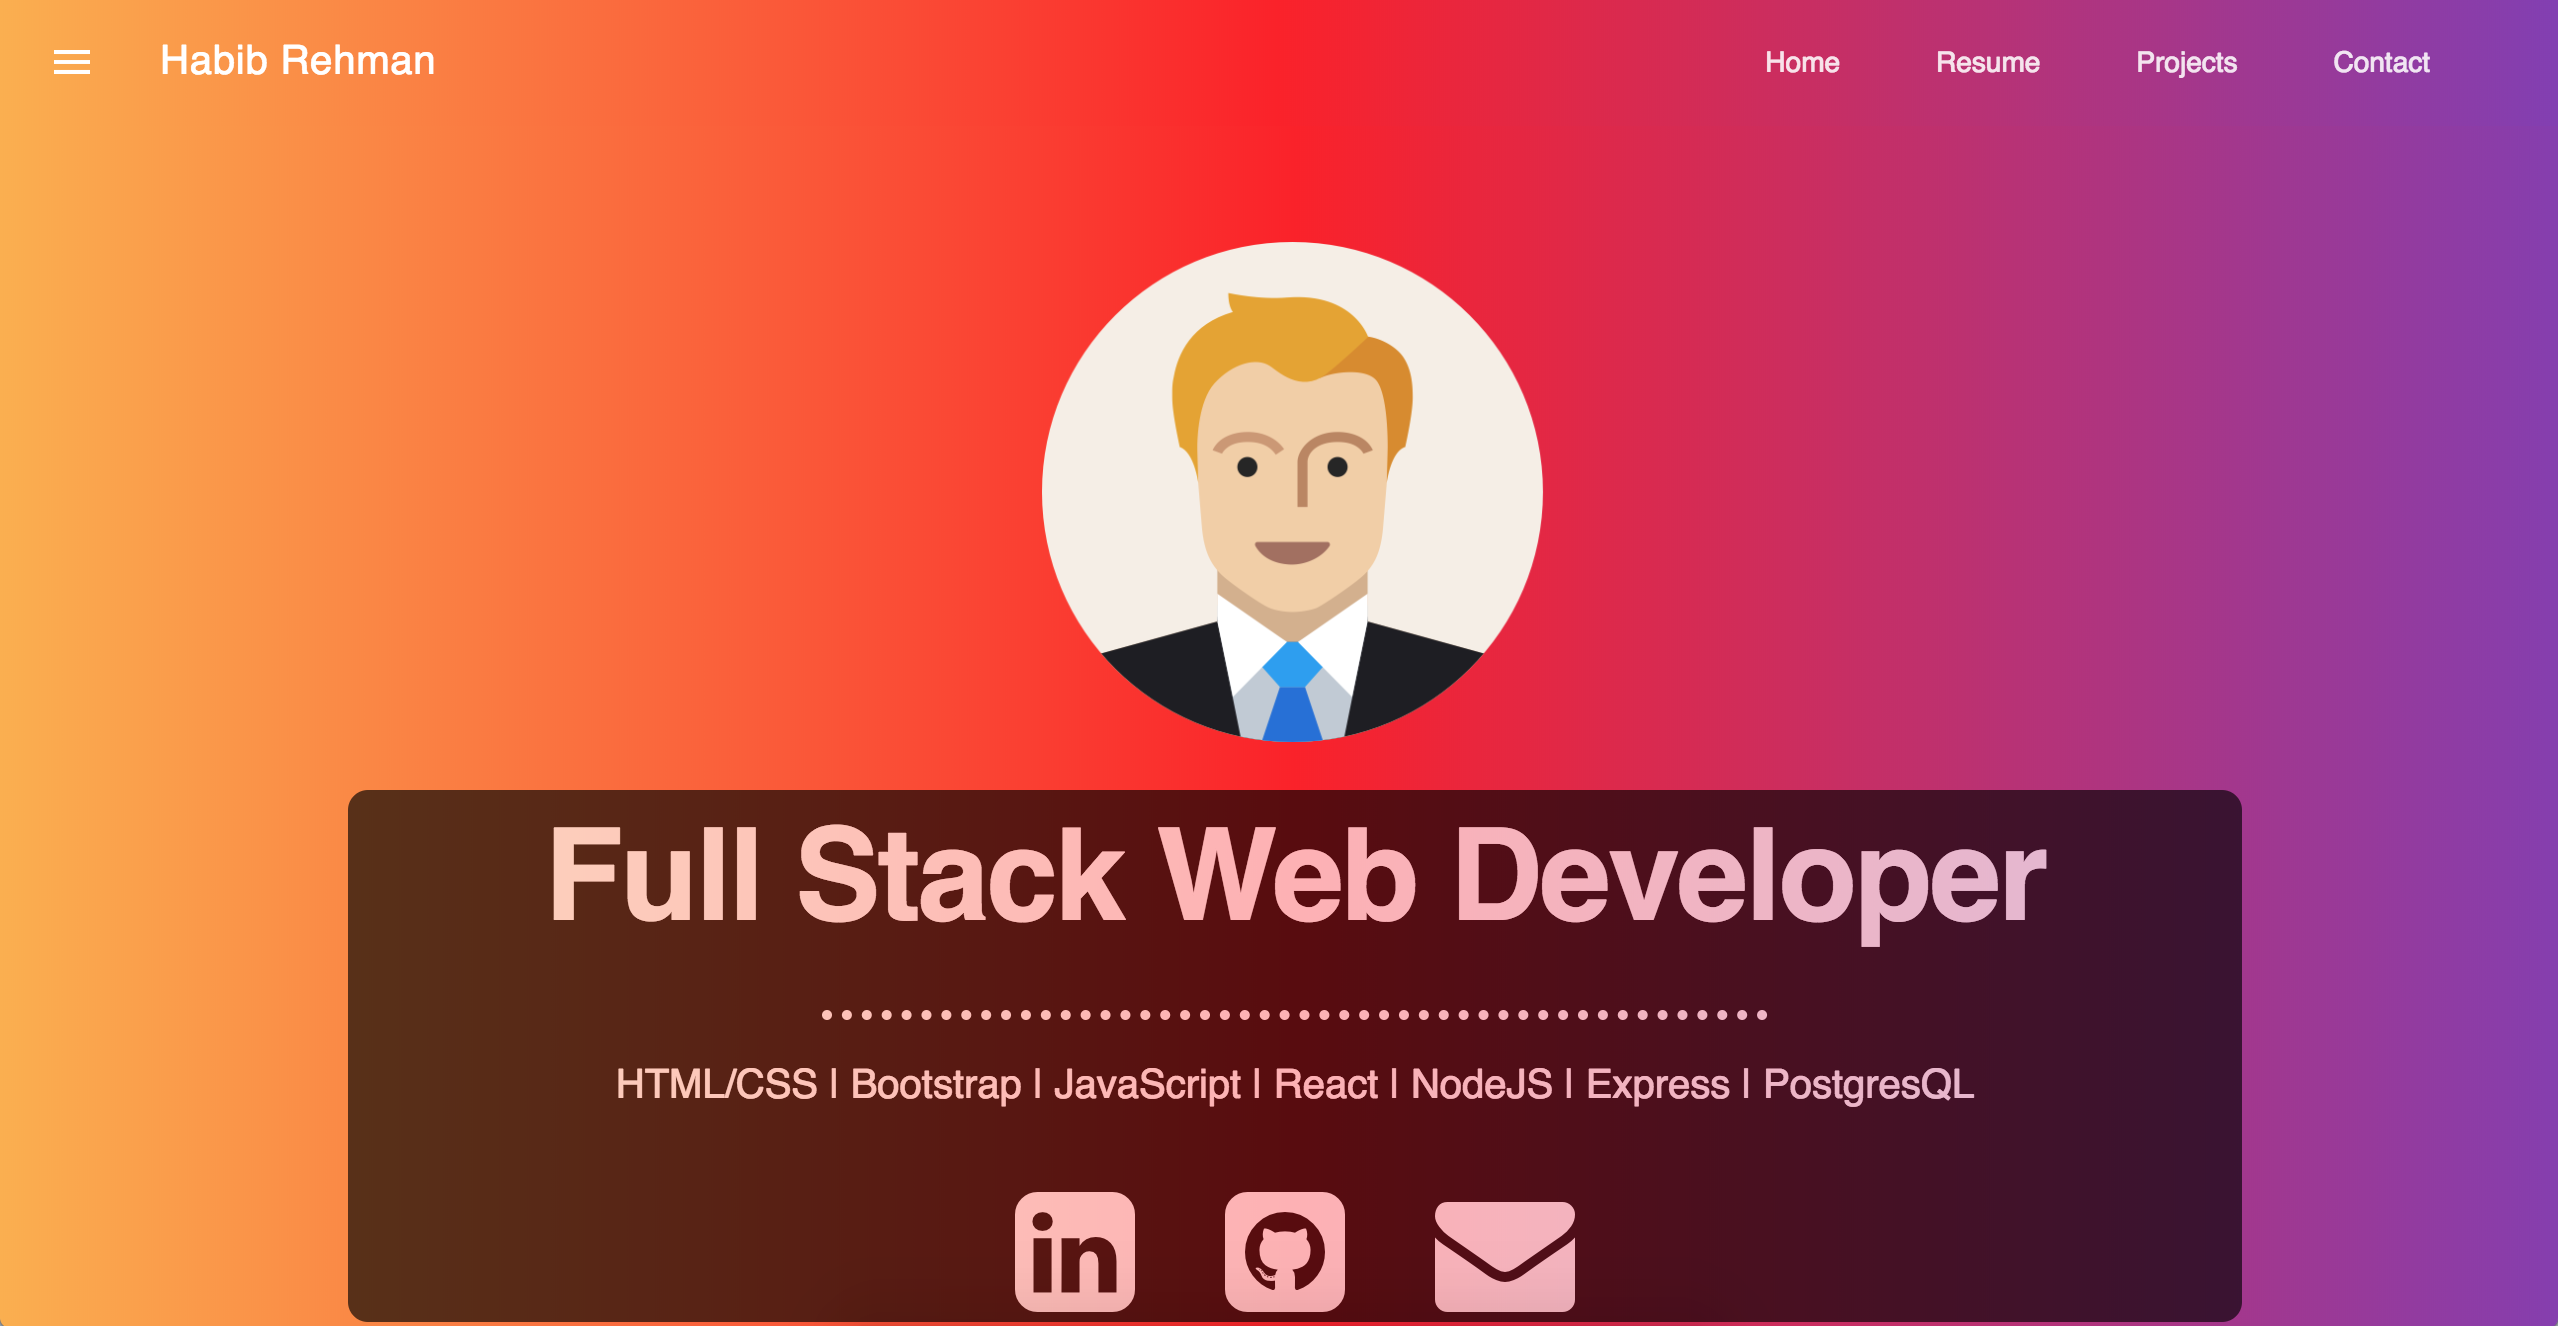 Habib Rehman
Home Resume Projects Contact
Full Stack Web Developer
HTML/CSS | Bootstrap | JavaScript | React | NodeJS | Express | PostgresQL
in